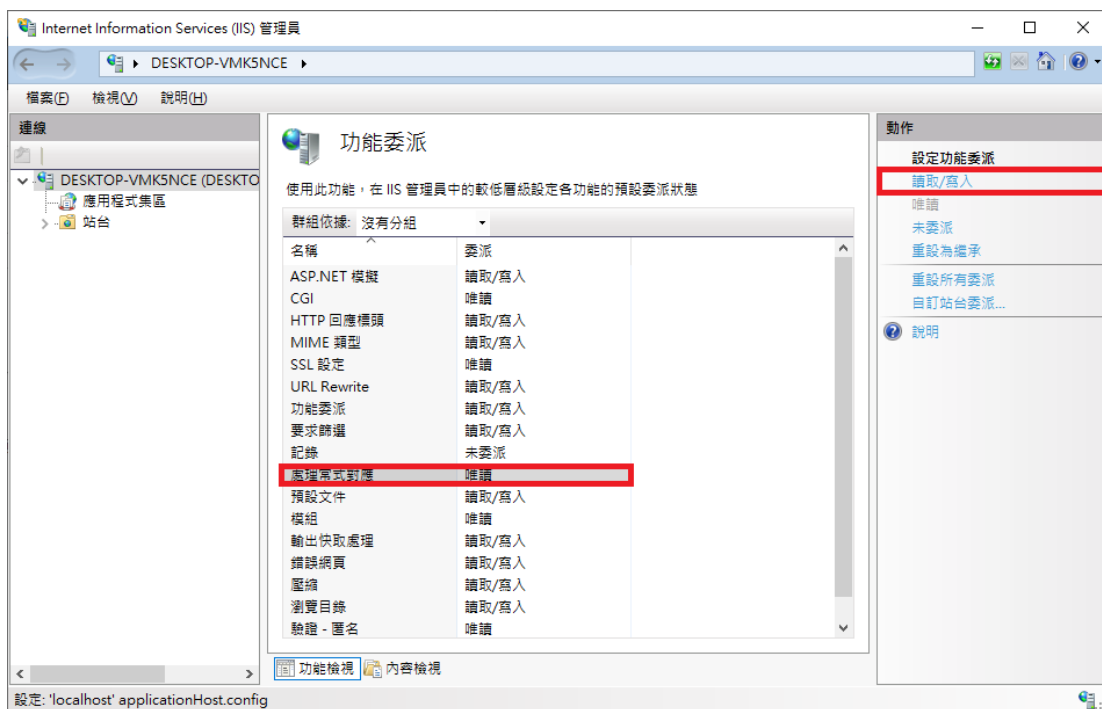 Internet Information Services (IIS) 管理員
DESKTOP-VMK5NCE
檔案(F) 檢視(V) 說明(H)
連線
DESKTOP-VMK5NCE (DESKTO
應用程式集區
站台
功能委派
使用此功能，在 IIS 管理員中的較低層級設定各功能的預設委派狀態
群組依據: 沒有分組
名稱 委派
ASP.NET 模擬 讀取/寫入
CGI 唯讀
HTTP 回應標頭 讀取/寫入
MIME 類型 讀取/寫入
SSL 設定 唯讀
URL Rewrite 讀取/寫入
功能委派 讀取/寫入
要求篩選 讀取/寫入
記錄 未委派
處理常式對應 唯讀
預設文件 讀取/寫入
模組 唯讀
輸出快取處理 讀取/寫入
錯誤網頁 讀取/寫入
壓縮 讀取/寫入
瀏覽目錄 讀取/寫入
驗證 - 匿名 唯讀
功能檢視 內容檢視
動作
設定功能委派
讀取/寫入
唯讀
未委派
重設為繼承
重設所有委派
自訂站台委派...
說明
設定: 'localhost' applicationHost.config